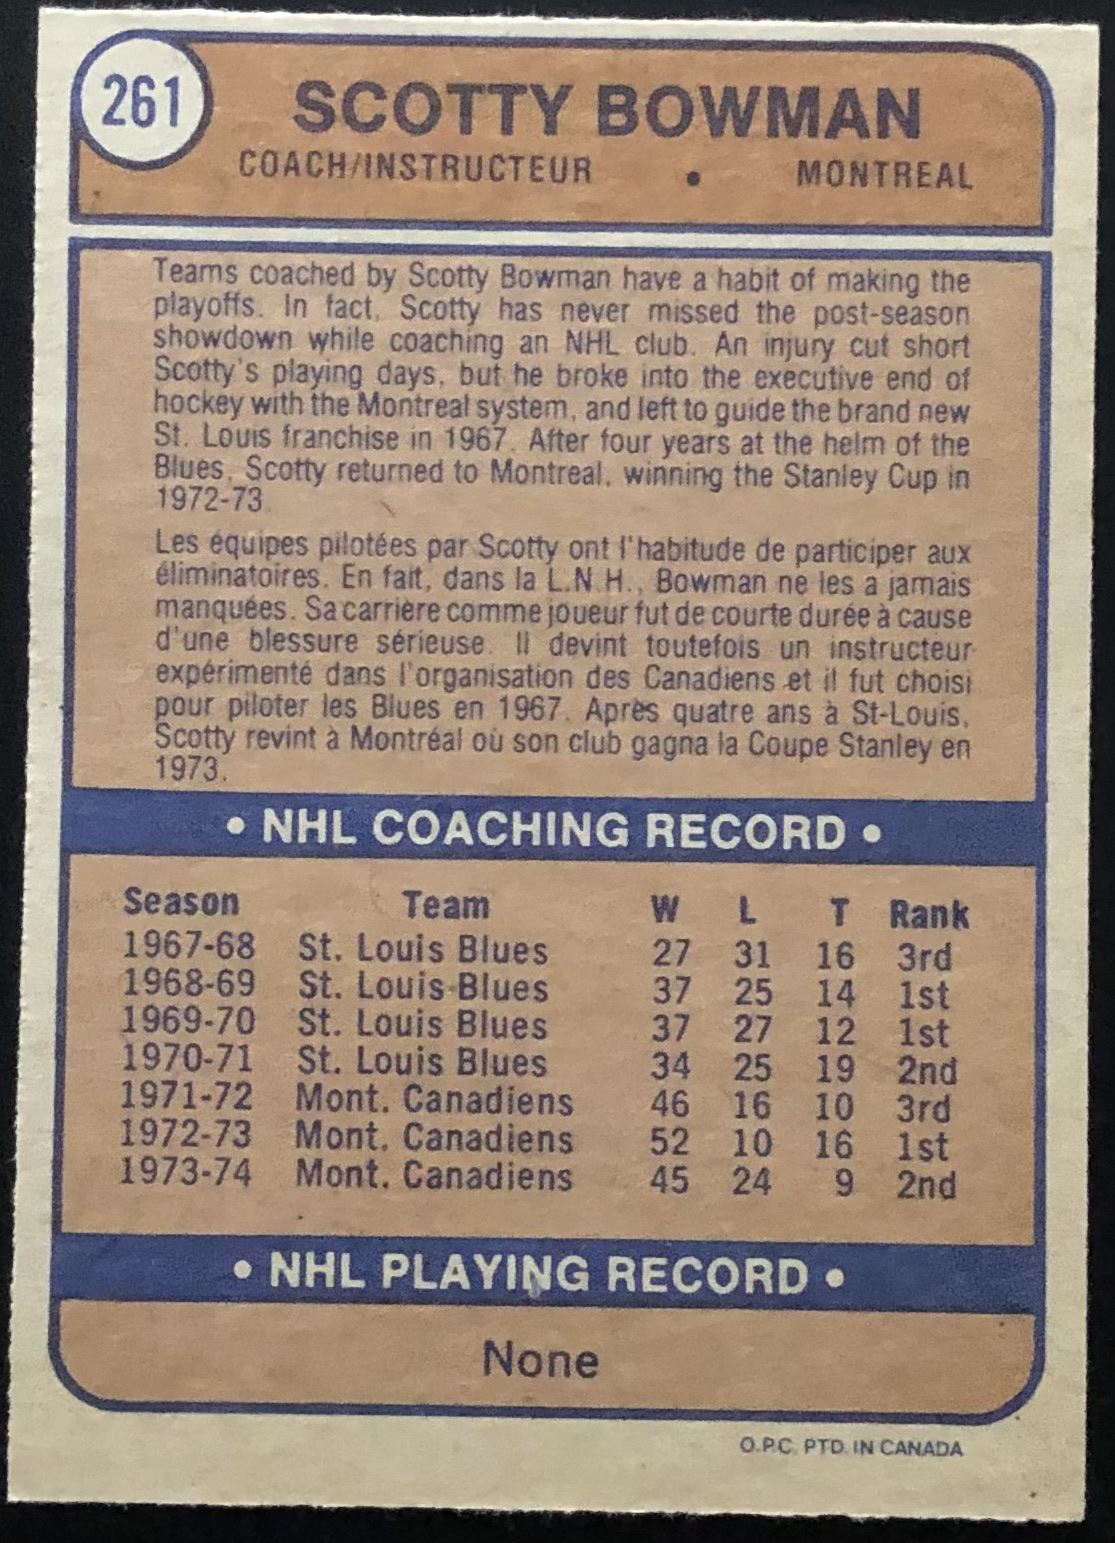 261
SCOTTY BOWMAN
COACH/INSTRUCTEUR • MONTREAL
Teams coached by Scotty Bowman have a habit of making the
playoffs. In fact, Scotty has never missed the post-season
showdown while coaching an NHL club. An injury cut short
Scotty's playing days, but he broke into the executive end of
hockey with the Montreal system, and left to guide the brand new
St. Louis franchise in 1967. After four years at the helm of the
Blues, Scotty returned to Montreal, winning the Stanley Cup in
1972-73.
Les équipes pilotées par Scotty ont l'habitude de participer aux
éliminatoires. En fait, dans la L.N.H., Bowman ne les a jamais
manquées. Sa carrière comme joueur fut de courte durée à cause
d'une blessure sérieuse. Il devint toutefois un instructeur
expérimenté dans l'organisation des Canadiens et il fut choisi
pour piloter les Blues en 1967. Après quatre ans à St-Louis,
Scotty revint à Montréal où son club gagna la Coupe Stanley en
1973.
• NHL COACHING RECORD •
Season Team W L T Rank
1967-68 St. Louis Blues 27 31 16 3rd
1968-69 St. Louis Blues 37 25 14 1st
1969-70 St. Louis Blues 37 27 12 1st
1970-71 St. Louis Blues 34 25 19 2nd
1971-72 Mont. Canadiens 46 16 10 3rd
1972-73 Mont. Canadiens 52 10 16 1st
1973-74 Mont. Canadiens 45 24 9 2nd
• NHL PLAYING RECORD •
None
O.P.C. PTD. IN CANADA